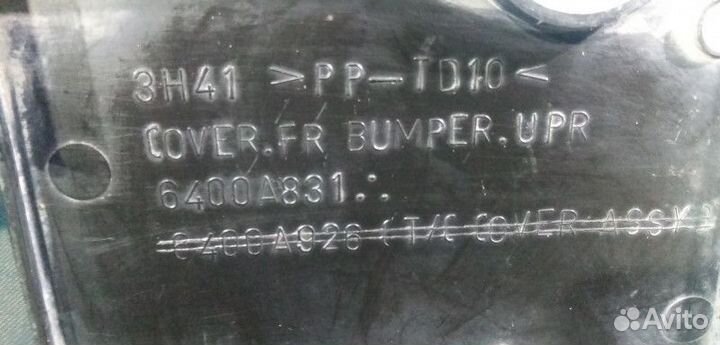 3H41 >PP-TD10<
COVER.FR BUMPER.UPR
6400A831.:
6400A926 (T/C COVER ASSY
Avito